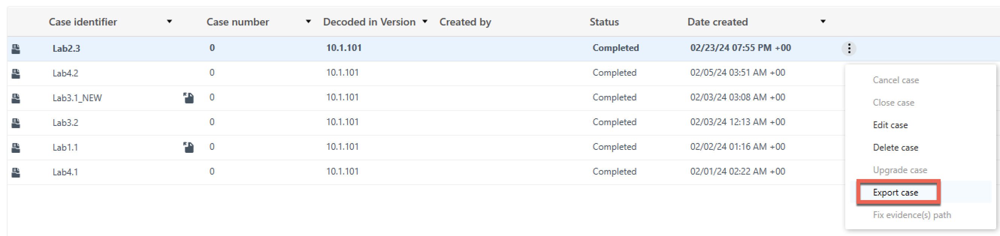 Case identifier Case number Decoded in Version Created by Status Date created
Lab2.3 0 10.1.101 Completed 02/23/24 07:55 PM +00
Lab4.2 0 10.1.101 Completed 02/05/24 03:51 AM +00
Lab3.1_NEW 0 10.1.101 Completed 02/03/24 03:08 AM +00
Lab3.2 0 10.1.101 Completed 02/03/24 12:13 AM +00
Lab1.1 0 10.1.101 Completed 02/02/24 01:16 AM +00
Lab4.1 0 10.1.101 Completed 02/01/24 02:22 AM +00
Cancel case
Close case
Edit case
Delete case
Upgrade case
Export case
Fix evidence(s) path